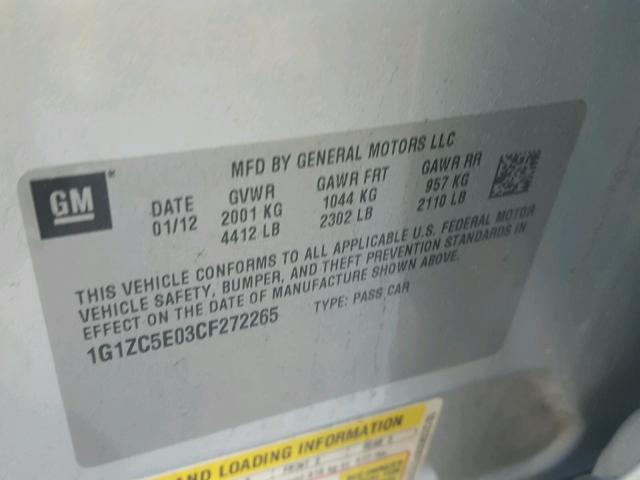 GM
MFD BY GENERAL MOTORS LLC
DATE GVWR GAWR FRT GAWR RR
01/12 2001 KG 1044 KG 957 KG
4412 LB 2302 LB 2110 LB
THIS VEHICLE CONFORMS TO ALL APPLICABLE U.S. FEDERAL MOTOR
VEHICLE SAFETY, BUMPER, AND THEFT PREVENTION STANDARDS IN
EFFECT ON THE DATE OF MANUFACTURE SHOWN ABOVE.
1G1ZC5E03CF272265 TYPE: PASS CAR
AND LOADING INFORMATION